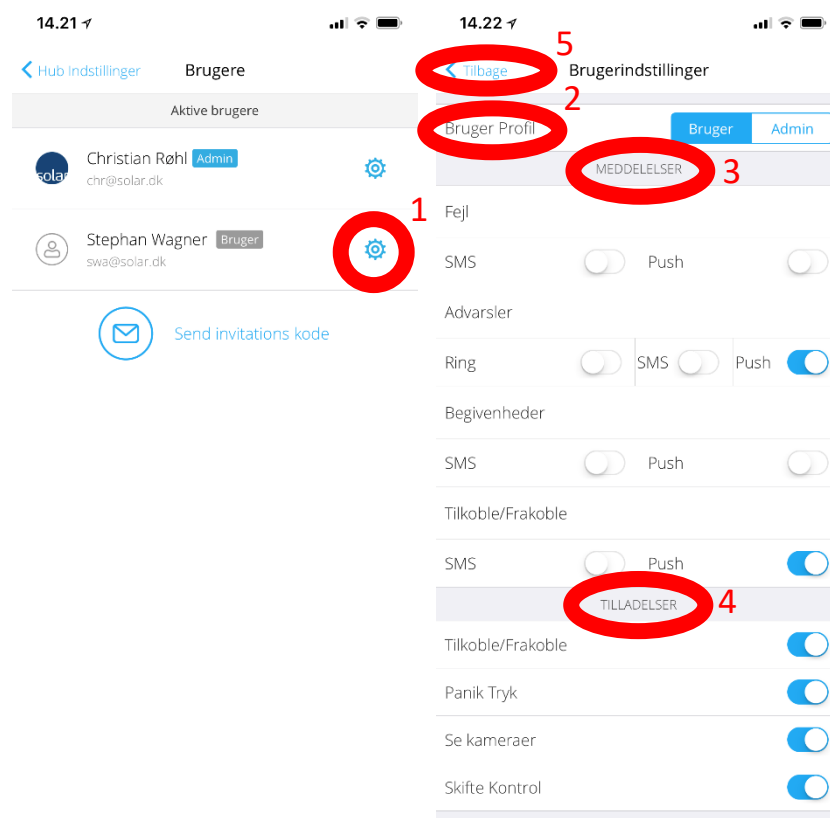 14.21
Hub Indstillinger
Brugere
Aktive brugere
solar
Christian Røhl Admin
chr@solar.dk
1
Stephan Wagner Bruger
swa@solar.dk
Send invitations kode
14.22
5
Tilbage
Brugerindstillinger
2
Bruger Profil
Bruger Admin
MEDDELELSER
3
Fejl
SMS Push
Advarsler
Ring SMS Push
Begivenheder
SMS Push
Tilkoble/Frakoble
SMS Push
TILLADELSER
4
Tilkoble/Frakoble
Panik Tryk
Se kameraer
Skifte Kontrol